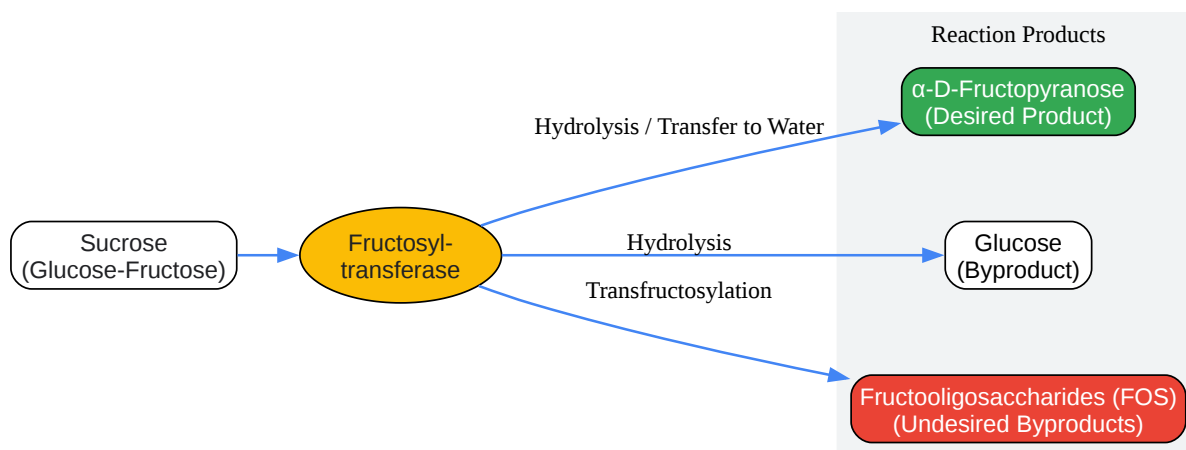 Reaction Products
α-D-Fructopyranose
(Desired Product)
Hydrolysis / Transfer to Water
Sucrose
(Glucose-Fructose)
Fructosyl-
transferase
Hydrolysis
Glucose
(Byproduct)
Transfructosylation
Fructooligosaccharides (FOS)
(Undesired Byproducts)